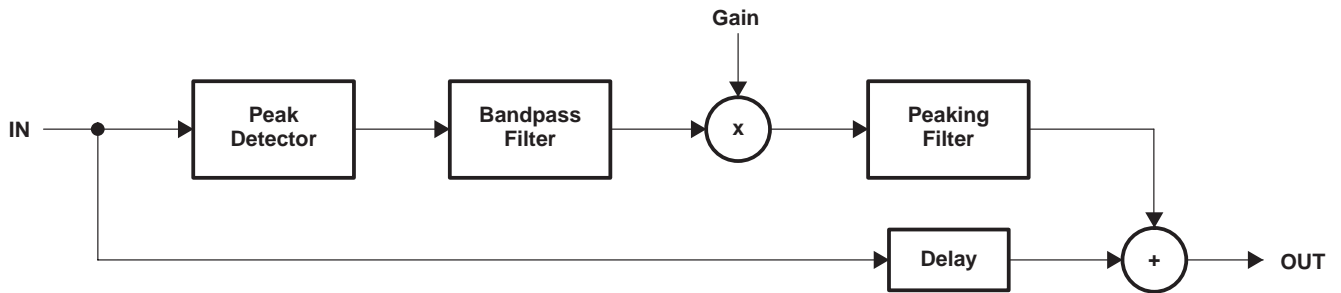 Gain
IN
Peak
Detector
Bandpass
Filter
x
Peaking
Filter
Delay
+
OUT